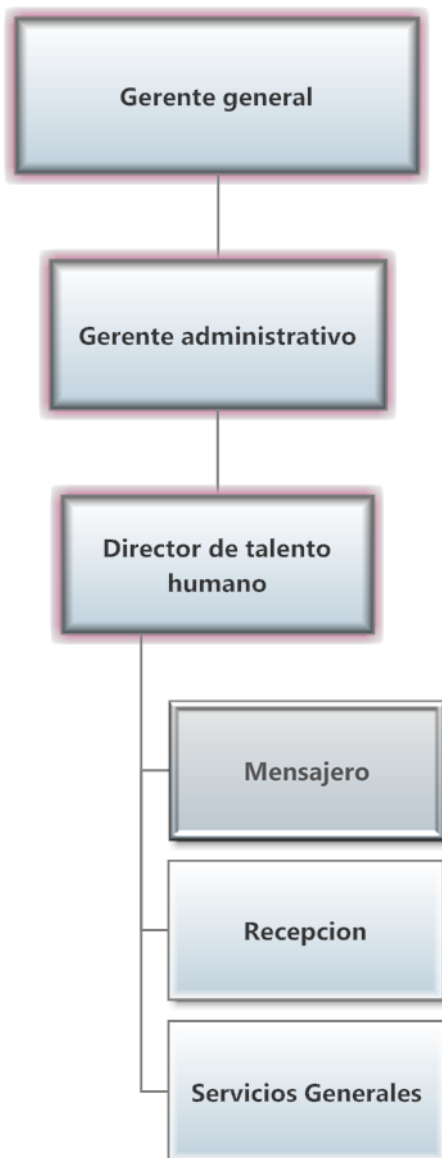 Gerente general
Gerente administrativo
Director de talento
humano
Mensajero
Recepcion
Servicios Generales